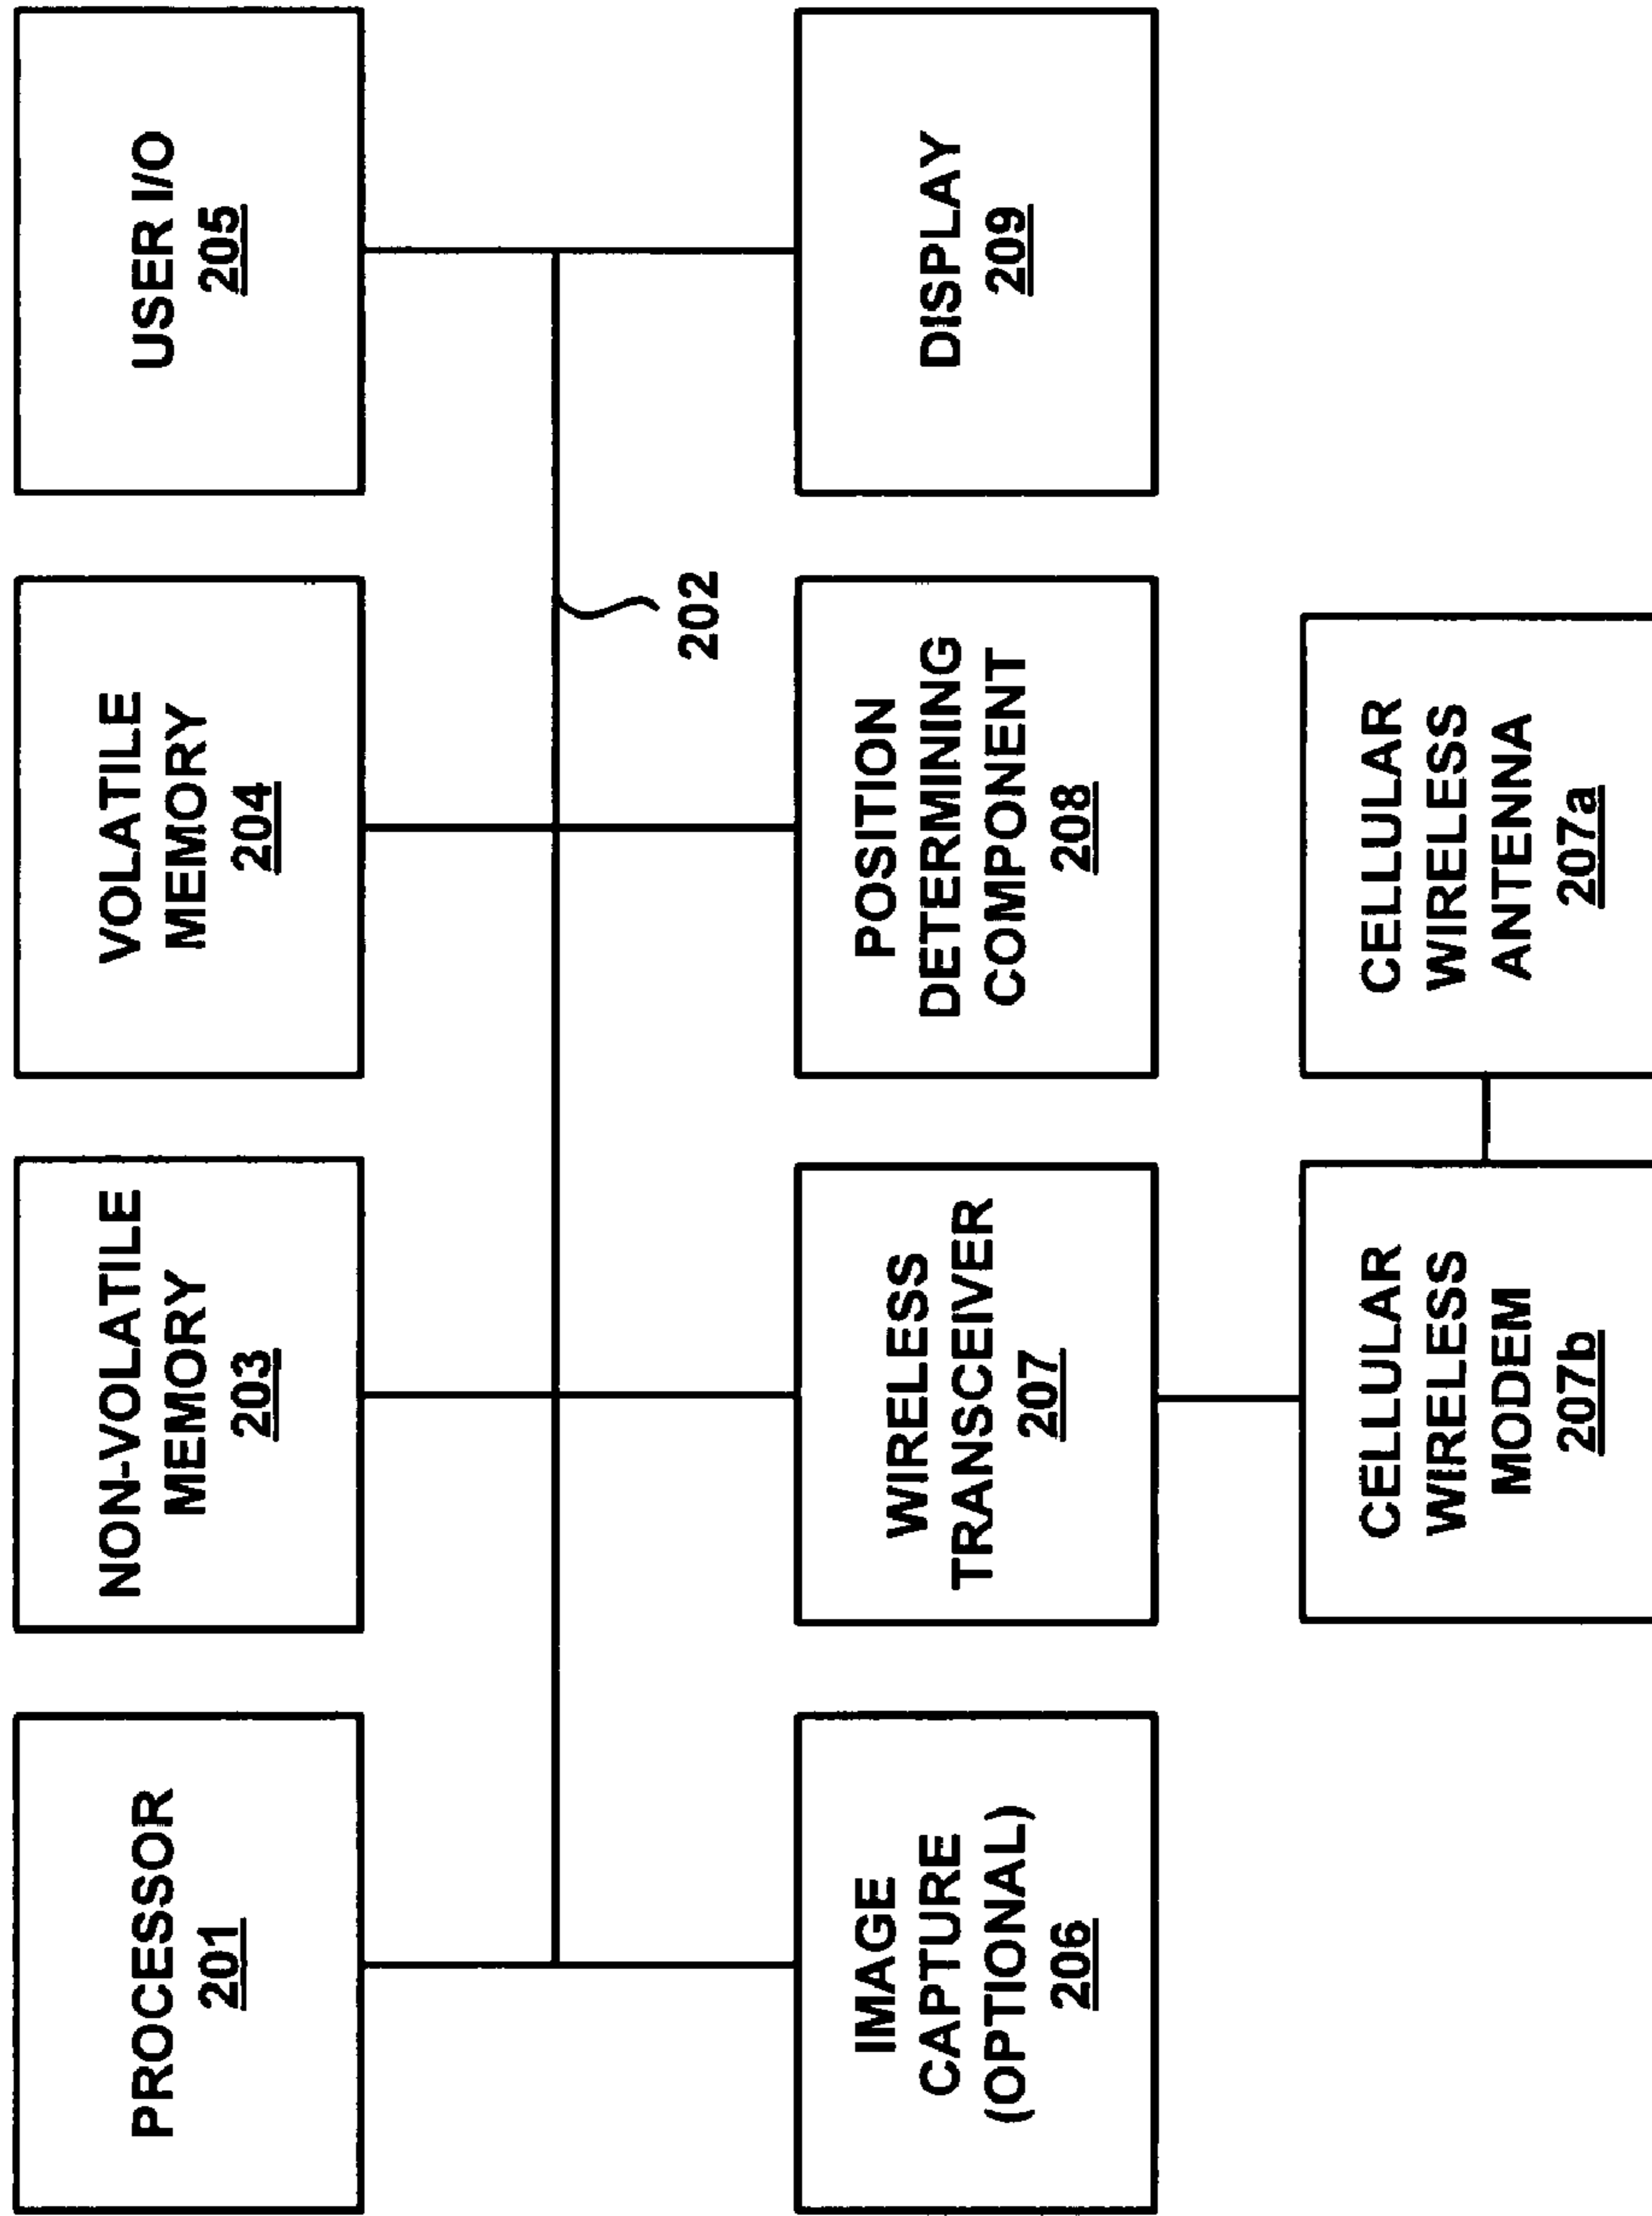 PROCESSOR
201
NON-VOLATILE
MEMORY
203
VOLATILE
MEMORY
204
USER I/O
205
202
IMAGE
CAPTURE
(OPTIONAL)
206
WIRELESS
TRANSCEIVER
207
POSITION
DETERMINING
COMPONENT
208
DISPLAY
209
CELLULAR
WIRELESS
MODEM
207b
CELLULAR
WIRELESS
ANTENNA
207a